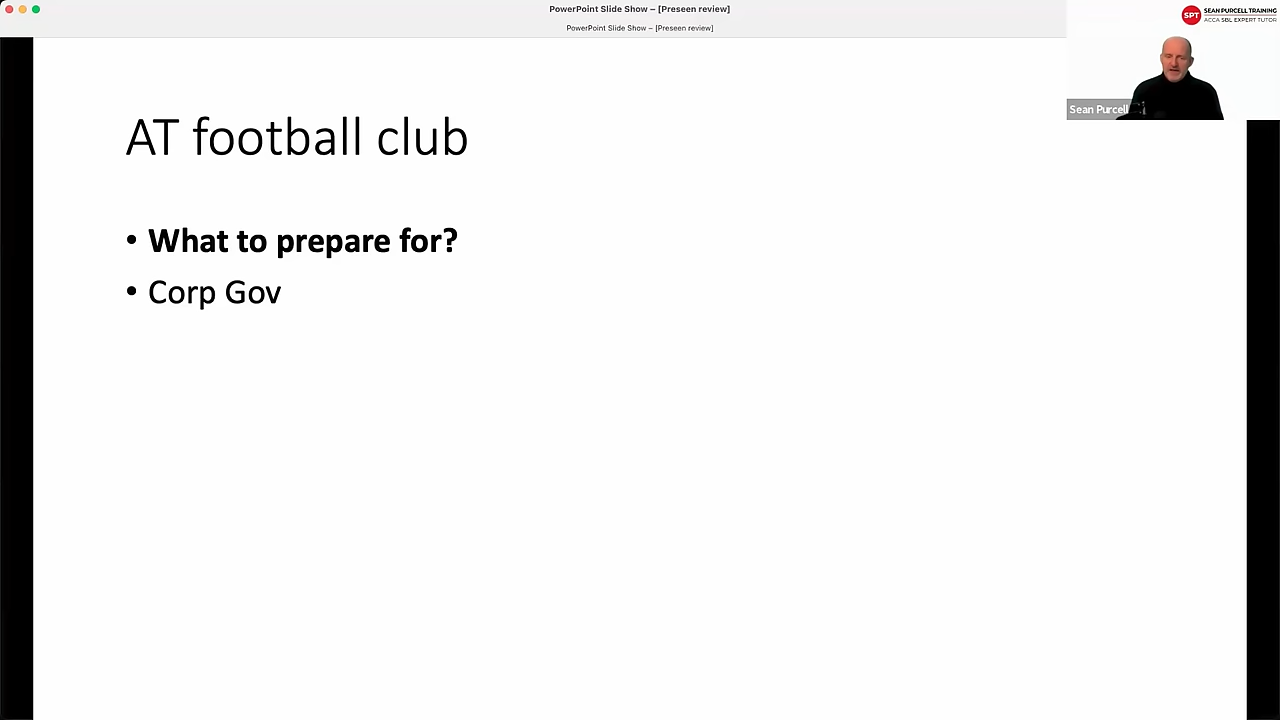 PowerPoint Slide Show – [Preseen review]
PowerPoint Slide Show – [Preseen review]
SPT
SEAN PURCELL TRAINING
ACCA SBL EXPERT TUTOR
Sean Purcell
AT football club
• What to prepare for?
• Corp Gov